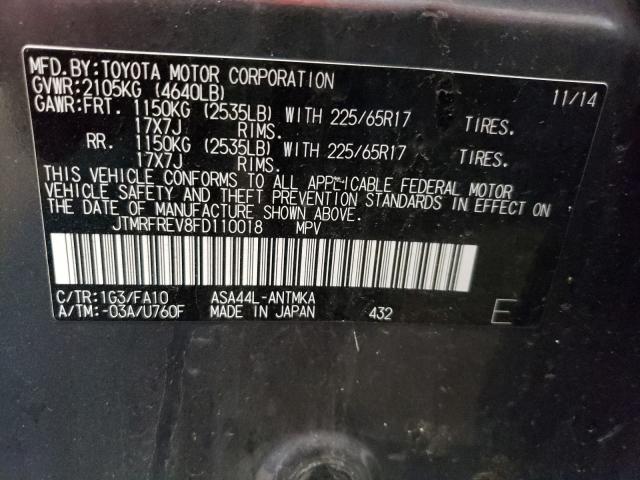 MFD.BY:TOYOTA MOTOR CORPORATION 11/14
GVWR:2105KG (4640LB)
GAWR:FRT. 1150KG (2535LB) WITH 225/65R17 TIRES.
17X7J RIMS.
RR. 1150KG (2535LB) WITH 225/65R17 TIRES.
17X7J RIMS.
THIS VEHICLE CONFORMS TO ALL APPLICABLE FEDERAL MOTOR
VEHICLE SAFETY AND THEFT PREVENTION STANDARDS IN EFFECT ON
THE DATE OF MANUFACTURE SHOWN ABOVE.
JTMRFREV8FD110018 MPV
C/TR:1G3/FA10 ASA44L-ANTMKA
A/TM:-03A/U760F MADE IN JAPAN 432 E